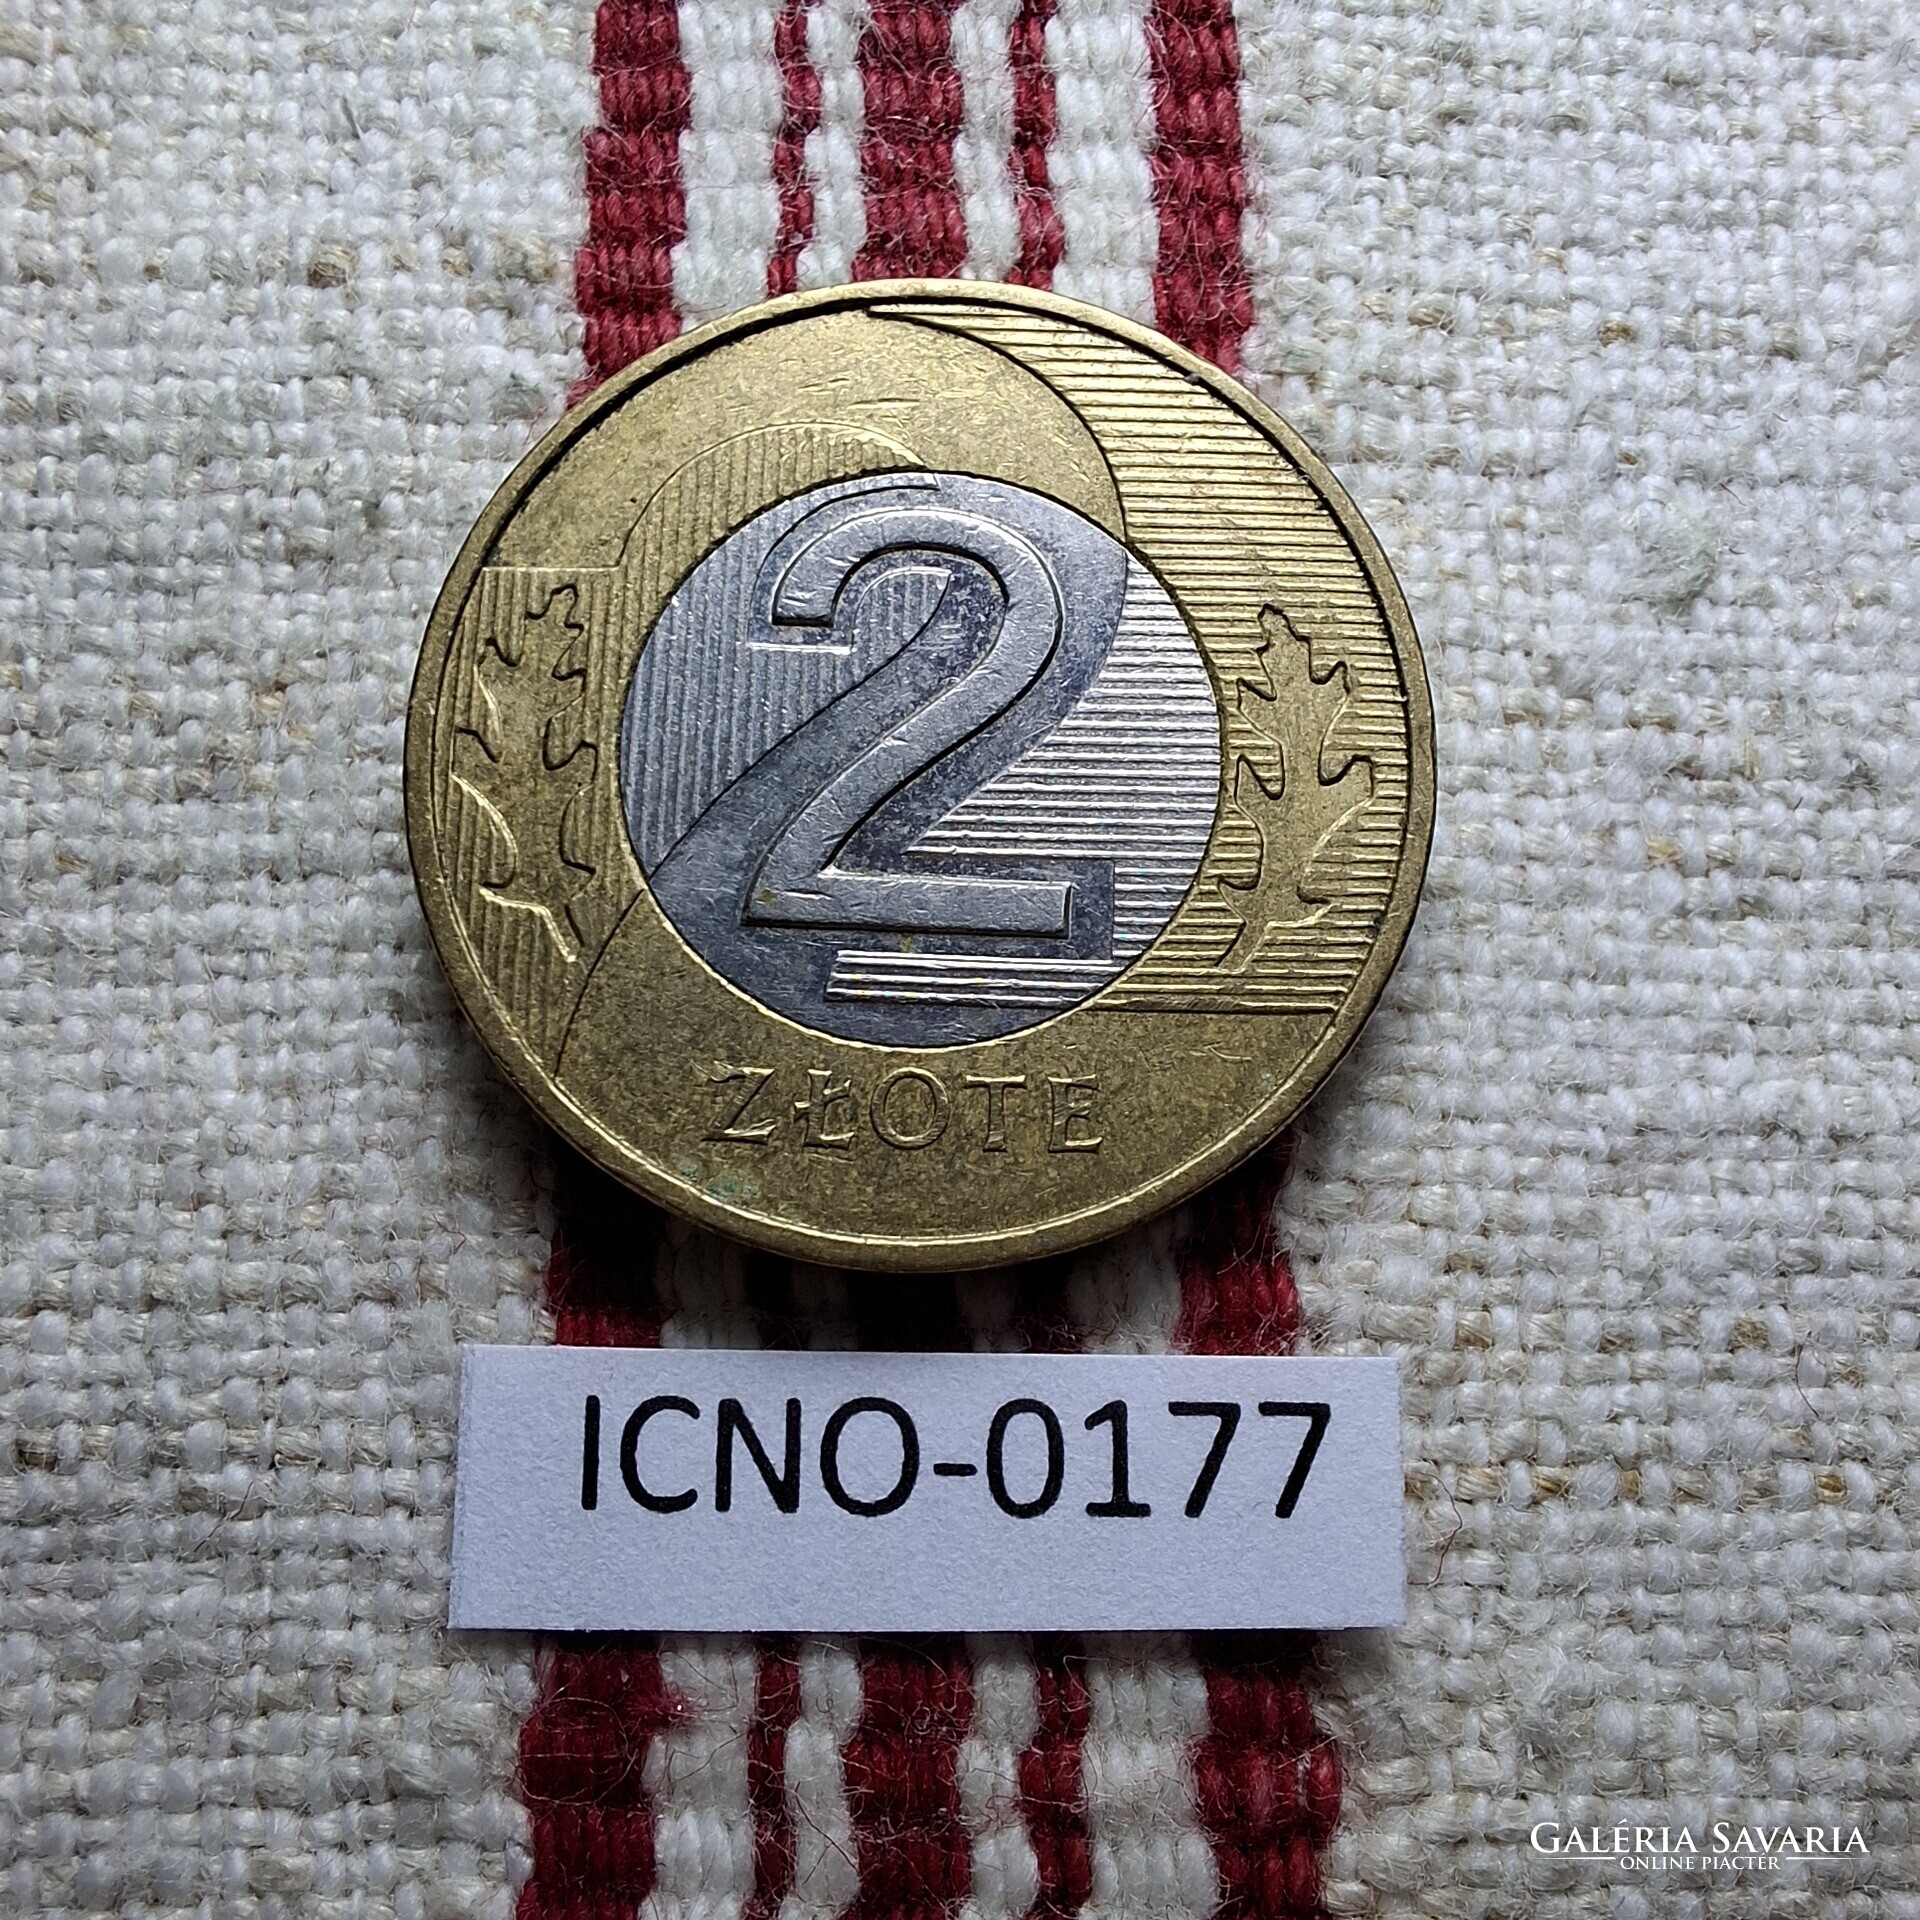 2
ZŁOTE
ICNO-0177
GALÉRIA SAVARIA
ONLINE PIACTÉR